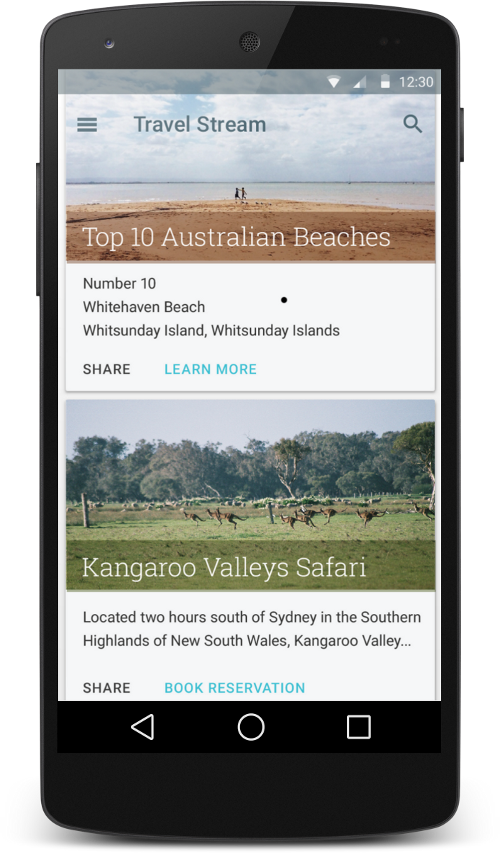 12:30
Travel Stream
Top 10 Australian Beaches
Number 10
Whitehaven Beach
Whitsunday Island, Whitsunday Islands
SHARE LEARN MORE
Kangaroo Valleys Safari
Located two hours south of Sydney in the Southern
Highlands of New South Wales, Kangaroo Valley...
SHARE BOOK RESERVATION